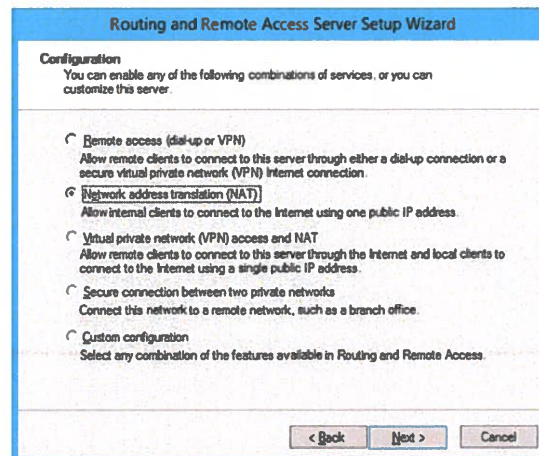 Routing and Remote Access Server Setup Wizard
Configuration
You can enable any of the following combinations of services, or you can
customize this server.
Remote access (dial-up or VPN)
Allow remote clients to connect to this server through either a dial-up connection or a
secure virtual private network (VPN) Internet connection.
Network address translation (NAT)
Allow internal clients to connect to the Internet using one public IP address.
Virtual private network (VPN) access and NAT
Allow remote clients to connect to this server through the Internet and local clients to
connect to the Internet using a single public IP address.
Secure connection between two private networks
Connect this network to a remote network, such as a branch office.
Custom configuration
Select any combination of the features available in Routing and Remote Access.
< Back Next > Cancel